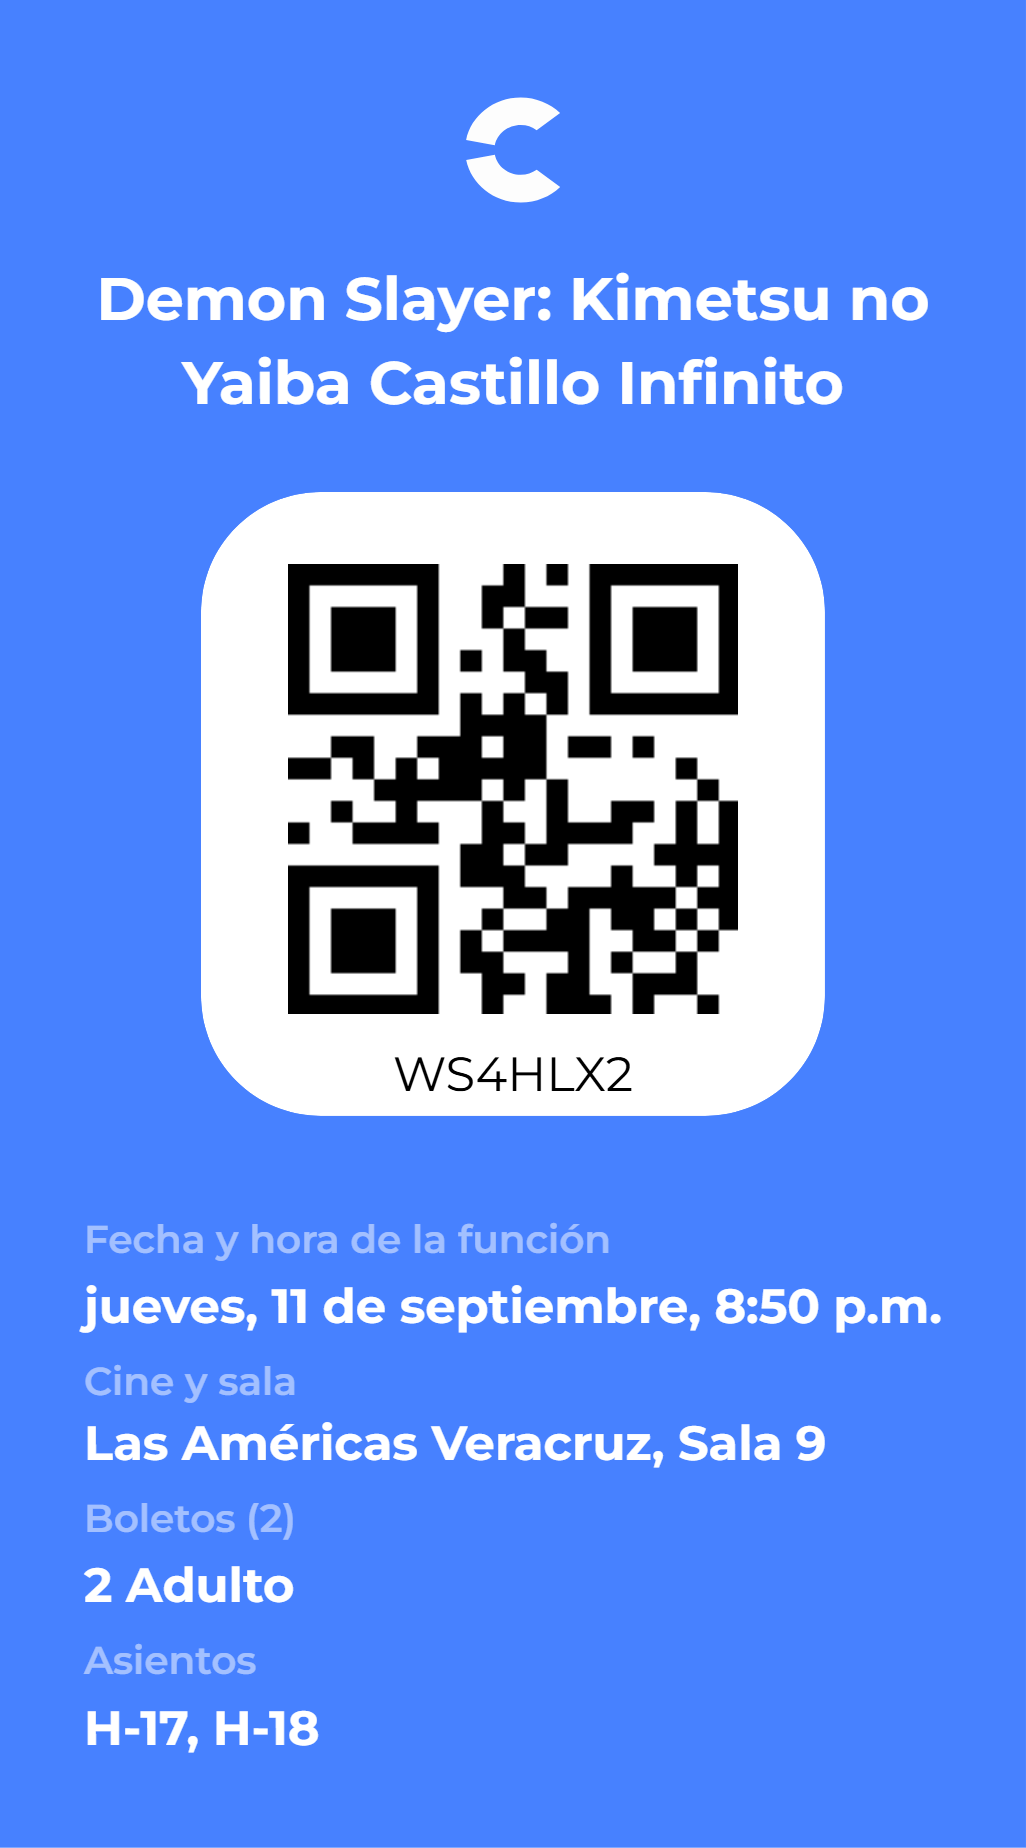 Demon Slayer: Kimetsu no
Yaiba Castillo Infinito
WS4HLX2
Fecha y hora de la función
jueves, 11 de septiembre, 8:50 p.m.
Cine y sala
Las Américas Veracruz, Sala 9
Boletos (2)
2 Adulto
Asientos
H-17, H-18